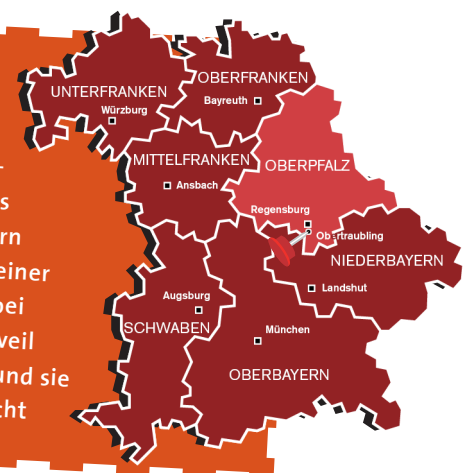 UNTERFRANKEN
Würzburg
OBERFRANKEN
Bayreuth
MITTELFRANKEN
Ansbach
OBERPFALZ
Regensburg
Obertraubling
NIEDERBAYERN
Landshut
Augsburg
SCHWABEN
München
OBERBAYERN
s
rn
einer
bei
weil
und sie
cht